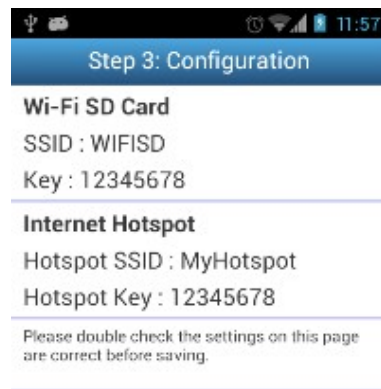 11:57
Step 3: Configuration
Wi-Fi SD Card
SSID : WIFISD
Key : 12345678
Internet Hotspot
Hotspot SSID : MyHotspot
Hotspot Key : 12345678
Please double check the settings on this page
are correct before saving.